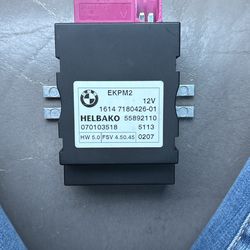 EKPM2
12V
1614 7180426-01
HELBAKO 55892110
070103518 5113
HW 5.0 FSV 4.50.45 0207